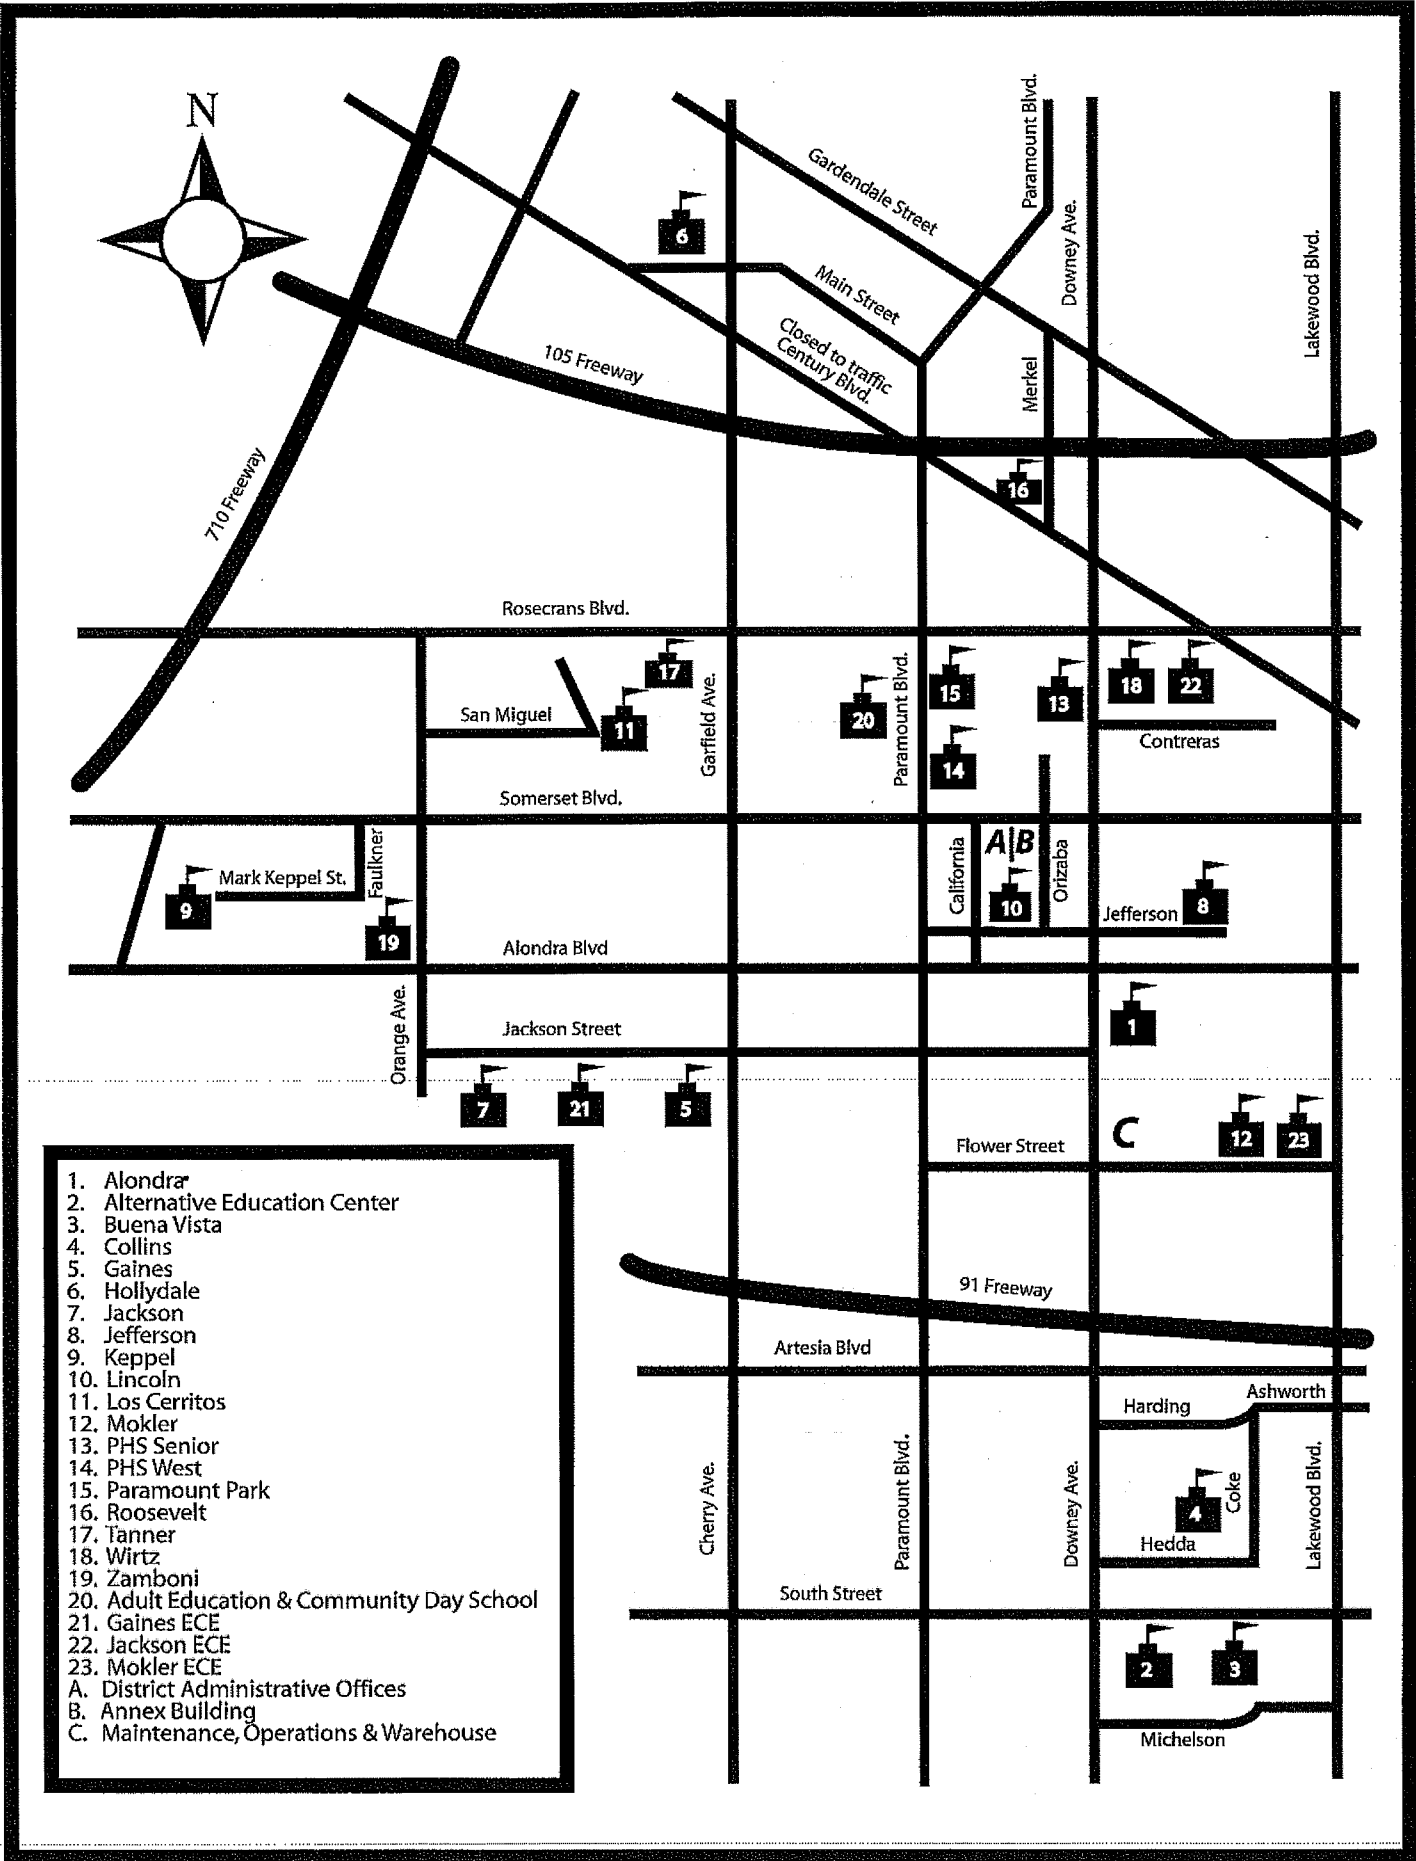 N
Paramount Blvd.
Gardendale Street
Downey Ave.
Lakewood Blvd.
6
Main Street
Closed to traffic
Century Blvd.
105 Freeway
Merkel
710 Freeway
16
Rosecrans Blvd.
17
Garfield Ave.
Paramount Blvd.
15
13
18
22
San Miguel
11
20
Contreras
14
Somerset Blvd.
Faulkner
California
A|B
Orizaba
Mark Keppel St.
9
10
Jefferson
8
19
Alondra Blvd
Orange Ave.
Jackson Street
1
7
21
5
C
12
23
Flower Street
1. Alondra
2. Alternative Education Center
3. Buena Vista
4. Collins
5. Gaines
6. Hollydale
7. Jackson
8. Jefferson
9. Keppel
10. Lincoln
11. Los Cerritos
12. Mokler
13. PHS Senior
14. PHS West
15. Paramount Park
16. Roosevelt
17. Tanner
18. Wirtz
19. Zamboni
20. Adult Education & Community Day School
21. Gaines ECE
22. Jackson ECE
23. Mokler ECE
A. District Administrative Offices
B. Annex Building
C. Maintenance, Operations & Warehouse
91 Freeway
Artesia Blvd
Harding
Ashworth
Cherry Ave.
Paramount Blvd.
Downey Ave.
4
Coke
Lakewood Blvd.
Hedda
South Street
2
3
Michelson